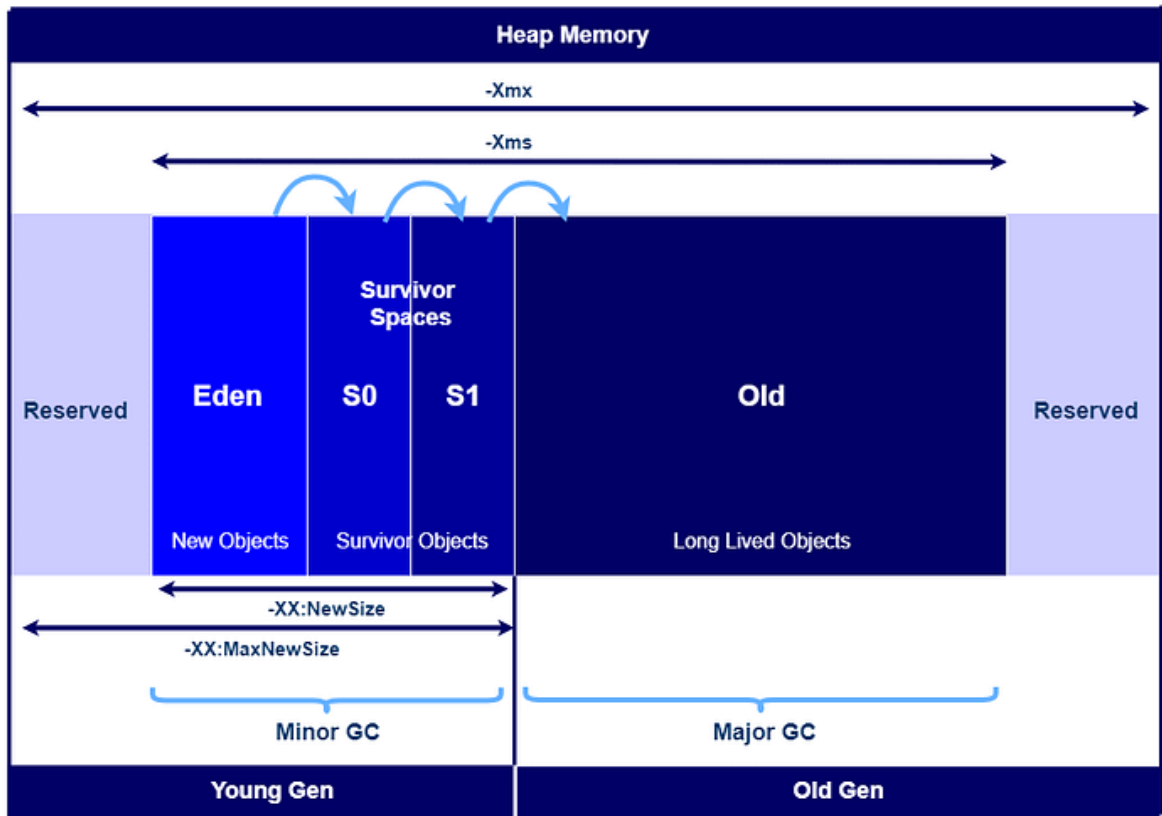 Heap Memory
-Xmx
-Xms
Survivor
Spaces
Reserved
Eden
S0
S1
Old
Reserved
New Objects
Survivor Objects
Long Lived Objects
-XX:NewSize
-XX:MaxNewSize
Minor GC
Major GC
Young Gen
Old Gen